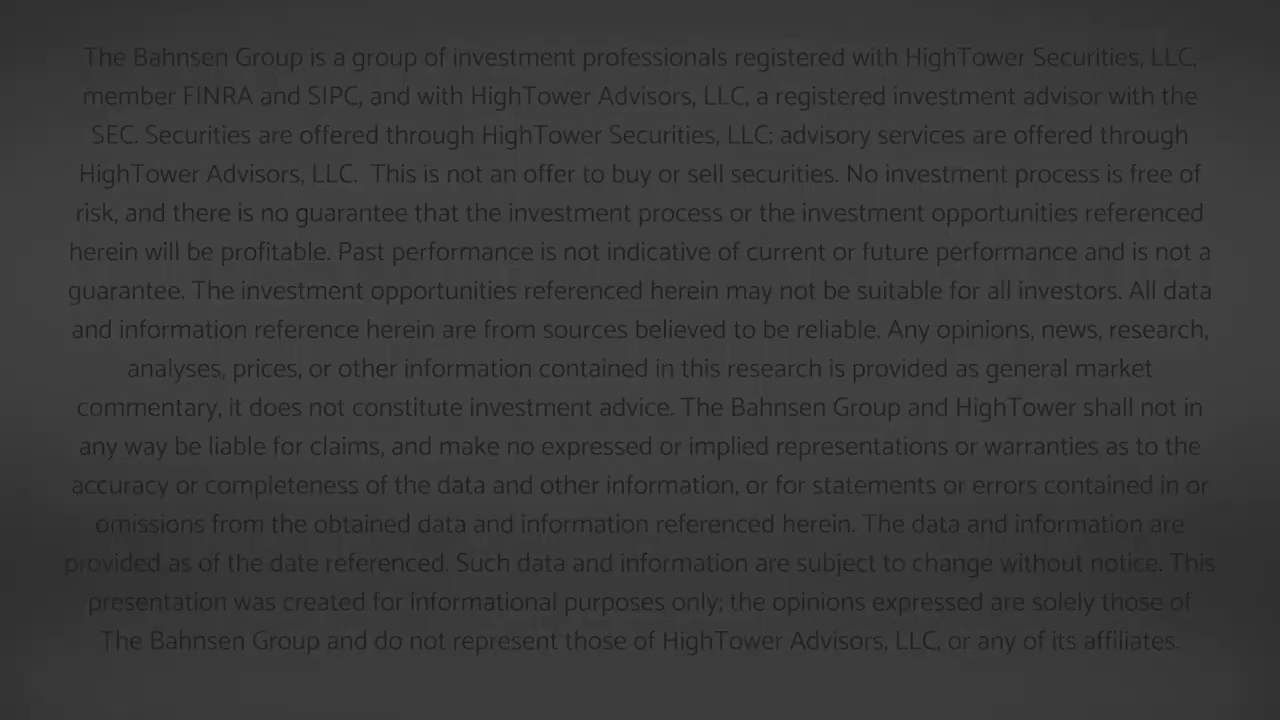 The Bahnsen Group is a group of investment professionals registered with HighTower Securities, LLC,
member FINRA and SIPC, and with HighTower Advisors, LLC, a registered investment advisor with the
SEC. Securities are offered through HighTower Securities, LLC; advisory services are offered through
HighTower Advisors, LLC.  This is not an offer to buy or sell securities. No investment process is free of
risk, and there is no guarantee that the investment process or the investment opportunities referenced
herein will be profitable. Past performance is not indicative of current or future performance and is not a
guarantee. The investment opportunities referenced herein may not be suitable for all investors. All data
and information reference herein are from sources believed to be reliable. Any opinions, news, research,
analyses, prices, or other information contained in this research is provided as general market
commentary, it does not constitute investment advice. The Bahnsen Group and HighTower shall not in
any way be liable for claims, and make no expressed or implied representations or warranties as to the
accuracy or completeness of the data and other information, or for statements or errors contained in or
omissions from the obtained data and information referenced herein. The data and information are
provided as of the date referenced. Such data and information are subject to change without notice. This
presentation was created for informational purposes only; the opinions expressed are solely those of
The Bahnsen Group and do not represent those of HighTower Advisors, LLC, or any of its affiliates.